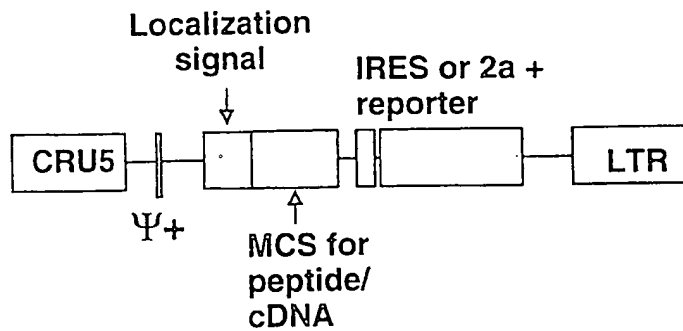 Localization
signal
IRES or 2a +
reporter
CRU5
LTR
Ψ+
MCS for
peptide/
cDNA